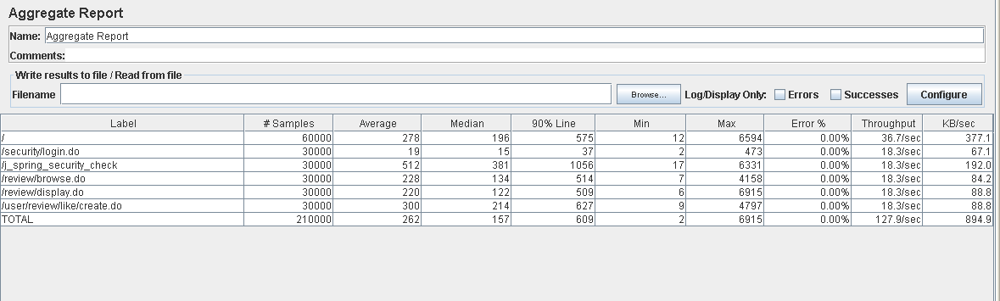 Aggregate Report
Name: Aggregate Report
Comments:
Write results to file / Read from file
Filename Browse... Log/Display Only: Errors Successes Configure
Label # Samples Average Median 90% Line Min Max Error % Throughput KB/sec
/ 60000 278 196 575 12 6594 0.00% 36.7/sec 377.1
/security/login.do 30000 19 15 37 2 473 0.00% 18.3/sec 67.1
/j_spring_security_check 30000 512 381 1056 17 6331 0.00% 18.3/sec 192.0
/review/browse.do 30000 228 134 514 7 4158 0.00% 18.3/sec 84.2
/review/display.do 30000 220 122 509 6 6915 0.00% 18.3/sec 88.8
/user/review/like/create.do 30000 300 214 627 9 4797 0.00% 18.3/sec 88.8
TOTAL 210000 262 157 609 2 6915 0.00% 127.9/sec 894.9